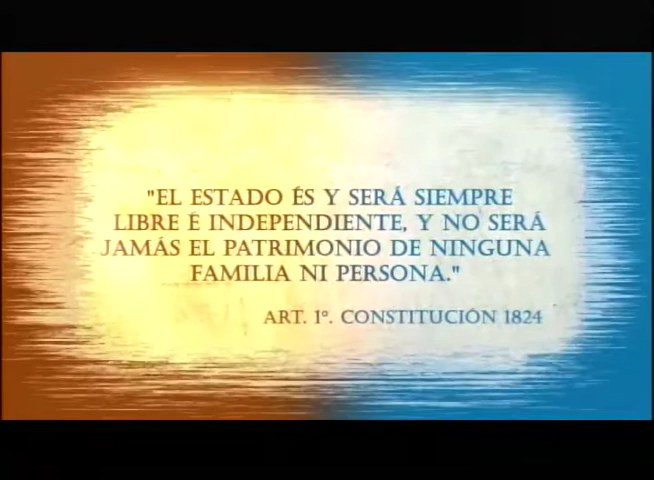 "EL ESTADO ÉS Y SERÁ SIEMPRE
LIBRE É INDEPENDIENTE, Y NO SERÁ
JAMÁS EL PATRIMONIO DE NINGUNA
FAMILIA NI PERSONA."
ART. 1º. CONSTITUCIÓN 1824